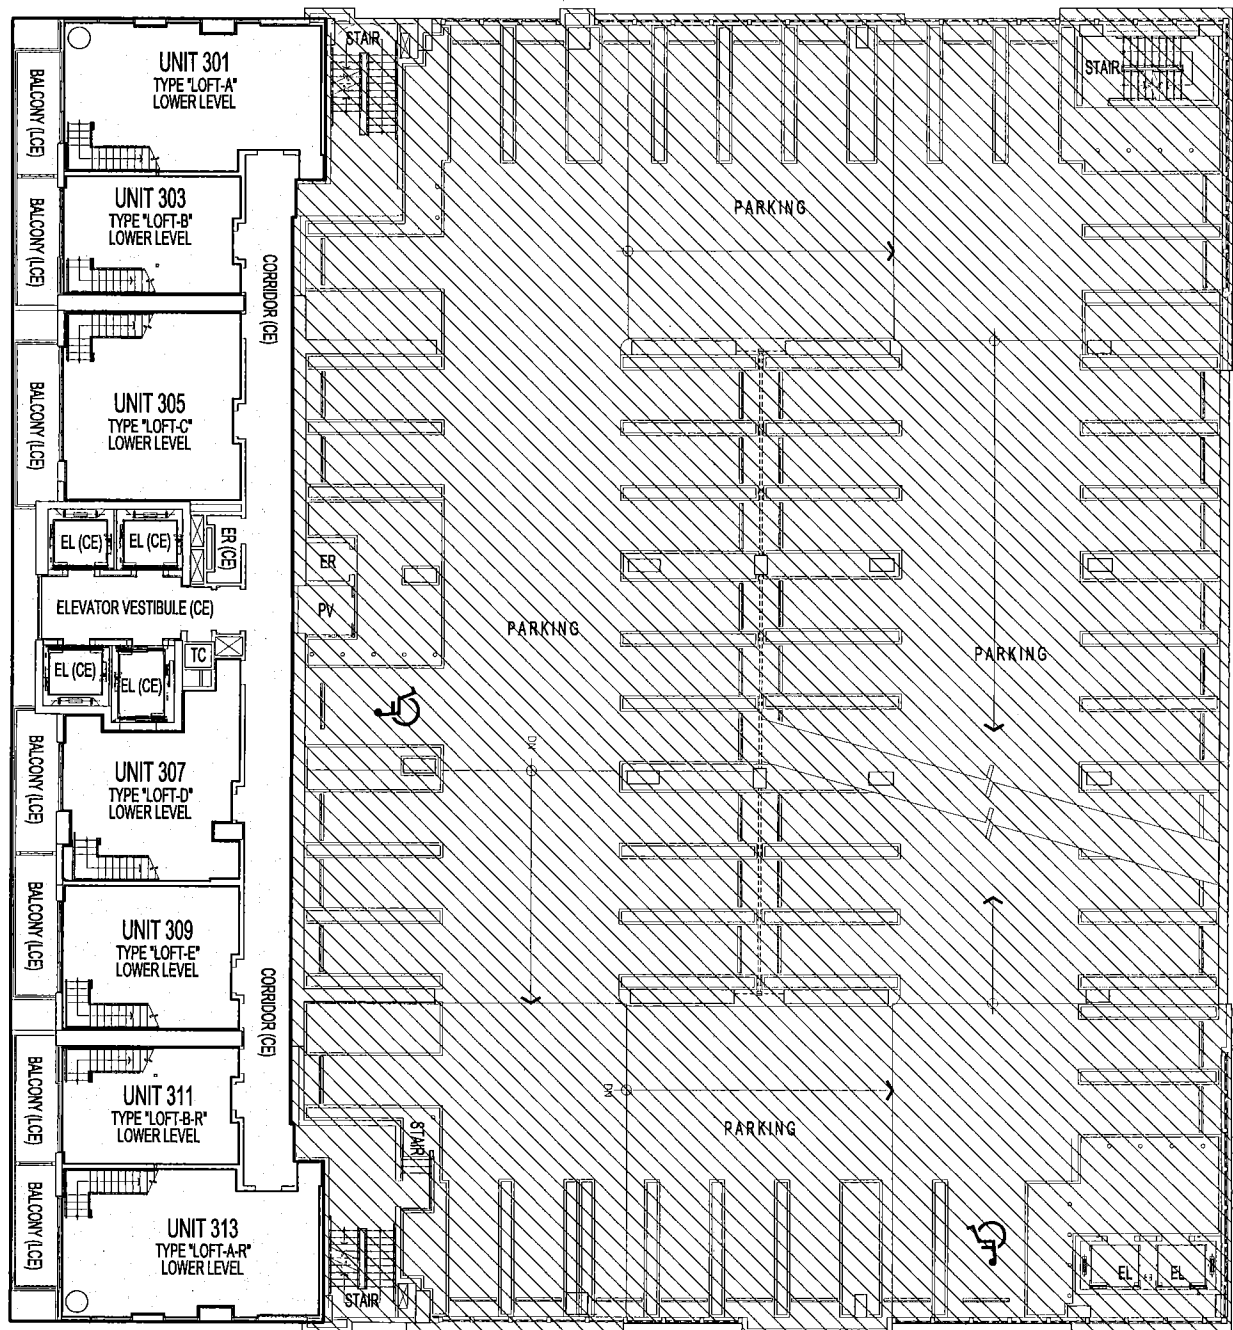 STAIR
STAIR
UNIT 301
TYPE "LOFT-A"
LOWER LEVEL
BALCONY (LCE)
UNIT 303
TYPE "LOFT-B"
LOWER LEVEL
BALCONY (LCE)
PARKING
CORRIDOR (CE)
UNIT 305
TYPE "LOFT-C"
LOWER LEVEL
BALCONY (LCE)
EL (CE)
EL (CE)
ER (CE)
ER
ELEVATOR VESTIBULE (CE)
PV
PARKING
PARKING
TC
EL (CE)
EL (CE)
DN
UNIT 307
TYPE "LOFT-D"
LOWER LEVEL
BALCONY (LCE)
UNIT 309
TYPE "LOFT-E"
LOWER LEVEL
BALCONY (LCE)
CORRIDOR (CE)
UNIT 311
TYPE "LOFT-B-R"
LOWER LEVEL
BALCONY (LCE)
DN
PARKING
STAIR
UNIT 313
TYPE "LOFT-A-R"
LOWER LEVEL
BALCONY (LCE)
STAIR
EL
EL